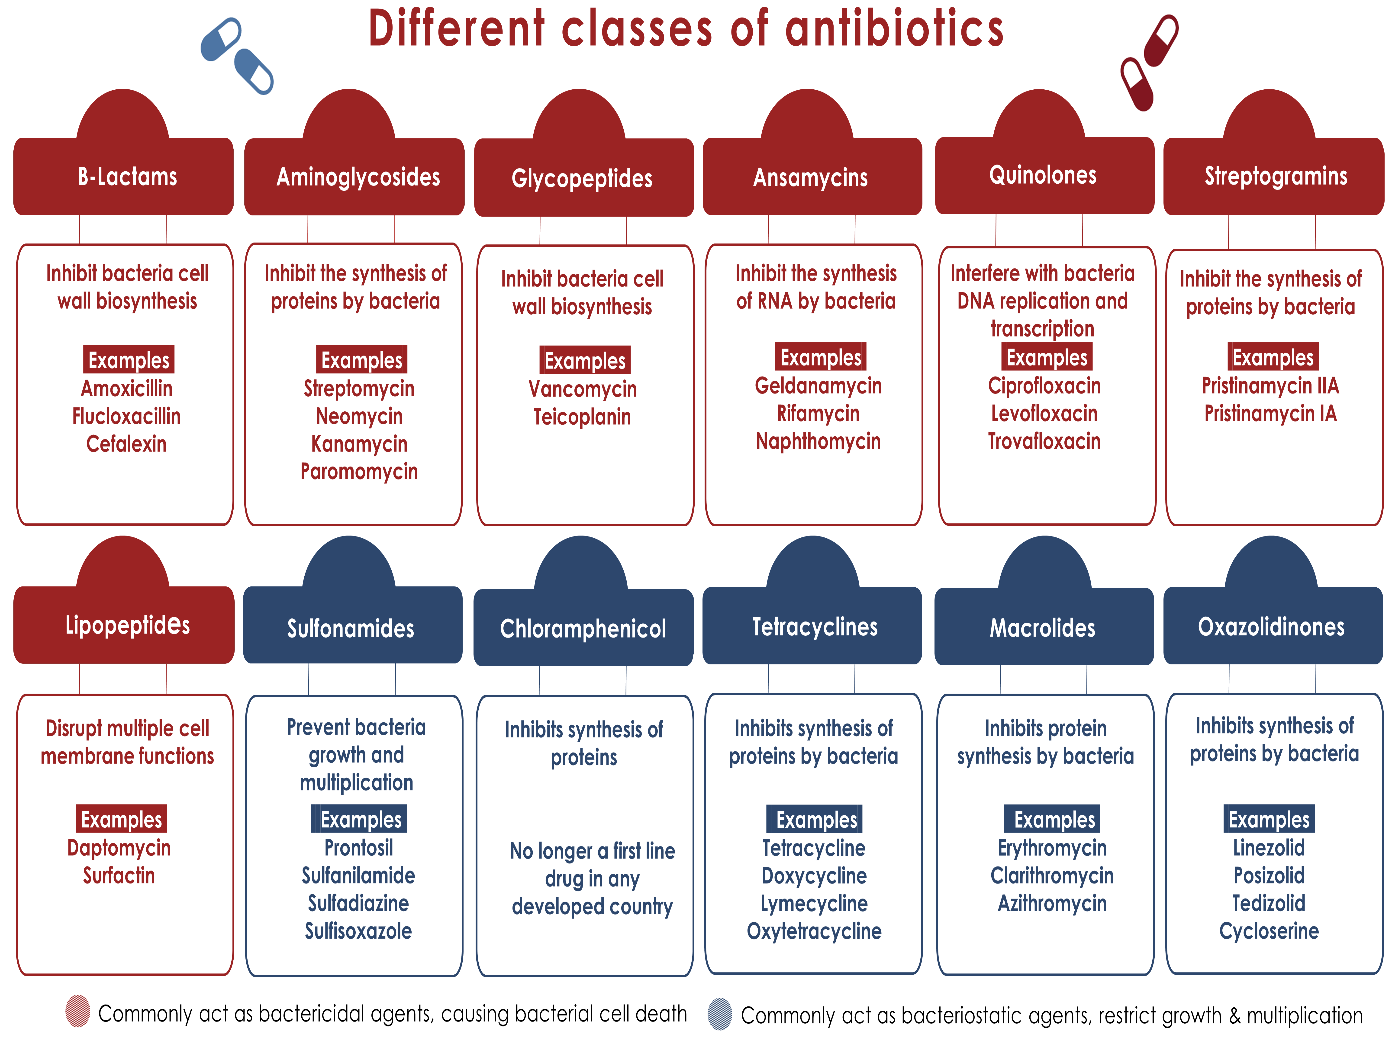 Different classes of antibiotics
B-Lactams
Inhibit bacteria cell
wall biosynthesis
Examples
Amoxicillin
Flucloxacillin
Cefalexin
Aminoglycosides
Inhibit the synthesis of
proteins by bacteria
Examples
Streptomycin
Neomycin
Kanamycin
Paromomycin
Glycopeptides
Inhibit bacteria cell
wall biosynthesis
Examples
Vancomycin
Teicoplanin
Ansamycins
Inhibit the synthesis
of RNA by bacteria
Examples
Geldanamycin
Rifamycin
Naphthomycin
Quinolones
Interfere with bacteria
DNA replication and
transcription
Examples
Ciprofloxacin
Levofloxacin
Trovafloxacin
Streptogramins
Inhibit the synthesis of
proteins by bacteria
Examples
Pristinamycin IIA
Pristinamycin IA
Lipopeptides
Disrupt multiple cell
membrane functions
Examples
Daptomycin
Surfactin
Sulfonamides
Prevent bacteria
growth and
multiplication
Examples
Prontosil
Sulfanilamide
Sulfadiazine
Sulfisoxazole
Chloramphenicol
Inhibits synthesis of
proteins
No longer a first line
drug in any
developed country
Tetracyclines
Inhibits synthesis of
proteins by bacteria
Examples
Tetracycline
Doxycycline
Lymecycline
Oxytetracycline
Macrolides
Inhibits protein
synthesis by bacteria
Examples
Erythromycin
Clarithromycin
Azithromycin
Oxazolidinones
Inhibits synthesis of
proteins by bacteria
Examples
Linezolid
Posizolid
Tedizolid
Cycloserine
Commonly act as bactericidal agents, causing bacterial cell death
Commonly act as bacteriostatic agents, restrict growth & multiplication